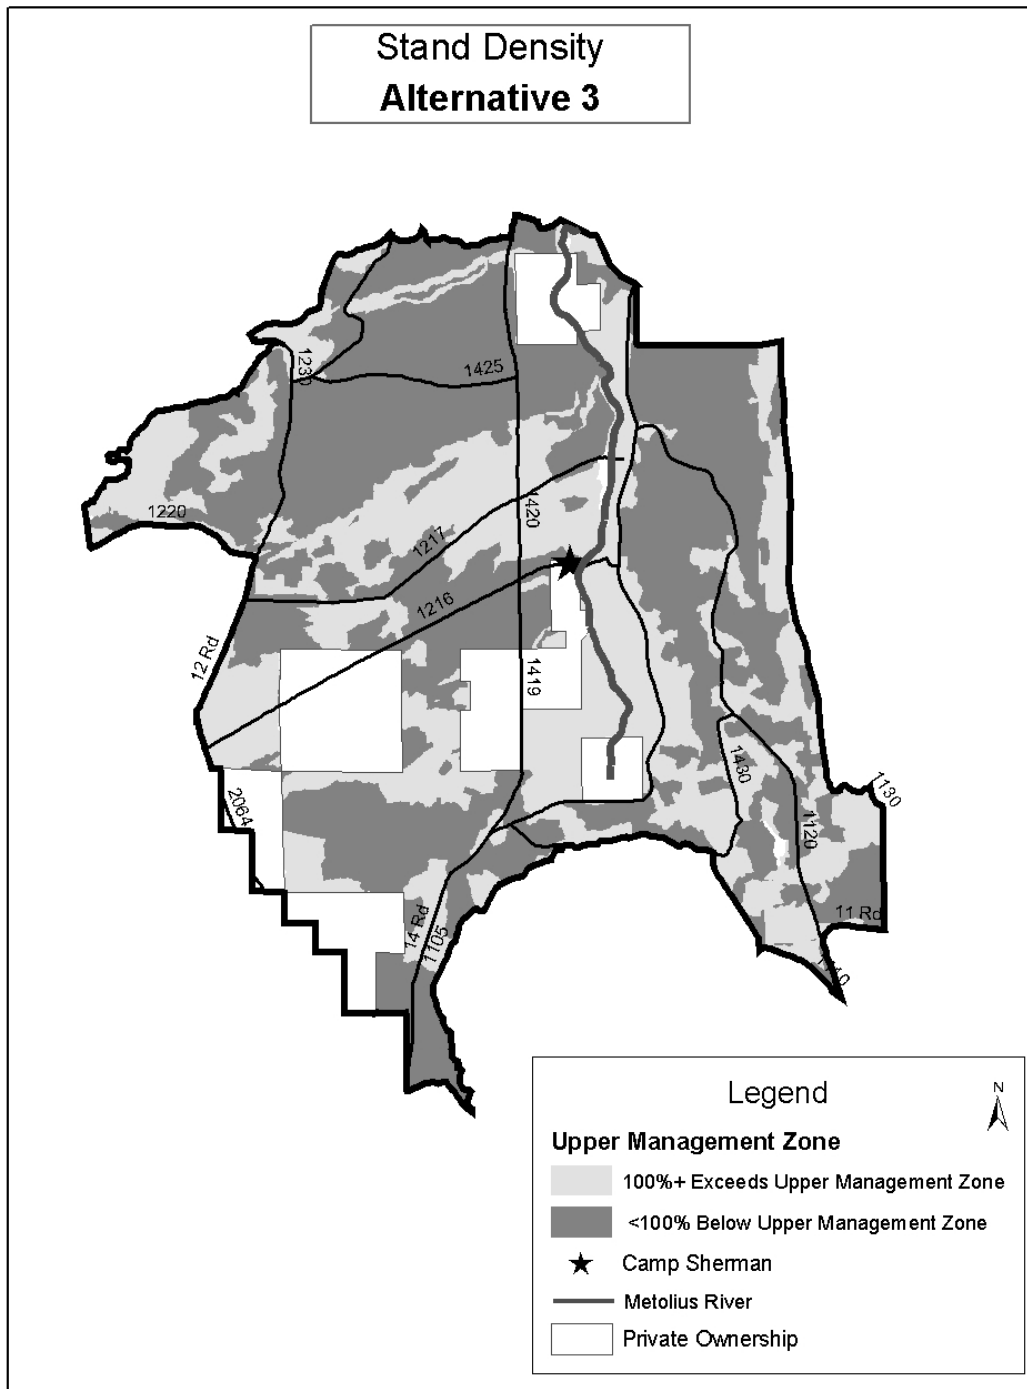 Stand Density
Alternative 3
1230
1425
1220
1420
1217
1216
12 Rd
1419
2064
1430
1130
1120
14 Rd
1105
11 Rd
1110
Legend
N
Upper Management Zone
100%+ Exceeds Upper Management Zone
<100% Below Upper Management Zone
Camp Sherman
Metolius River
Private Ownership